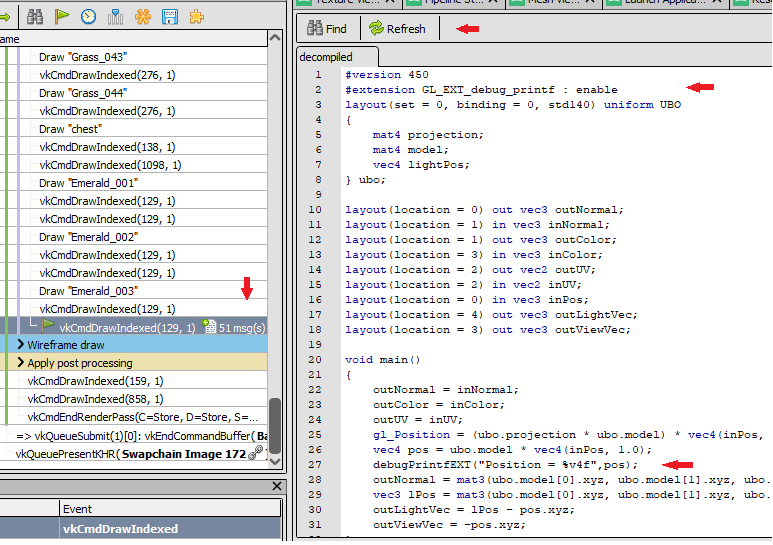 Texture View...
Pipeline St...
Mesh View...
Launch Applica...
Res
Find
Refresh
ame
decompiled
Draw "Grass_043"
vkCmdDrawIndexed(276, 1)
Draw "Grass_044"
vkCmdDrawIndexed(276, 1)
Draw "chest"
vkCmdDrawIndexed(138, 1)
vkCmdDrawIndexed(1098, 1)
Draw "Emerald_001"
vkCmdDrawIndexed(129, 1)
vkCmdDrawIndexed(129, 1)
Draw "Emerald_002"
vkCmdDrawIndexed(129, 1)
vkCmdDrawIndexed(129, 1)
Draw "Emerald_003"
vkCmdDrawIndexed(129, 1)
vkCmdDrawIndexed(129, 1) 51 msg(s)
Wireframe draw
Apply post processing
vkCmdDrawIndexed(159, 1)
vkCmdDrawIndexed(858, 1)
vkCmdEndRenderPass(C=Store, D=Store, S=...
=> vkQueueSubmit(1)[0]: vkEndCommandBuffer(Ba
vkQueuePresentKHR( Swapchain Image 172
Event
vkCmdDrawIndexed
1 #version 450
2 #extension GL_EXT_debug_printf : enable
3 layout(set = 0, binding = 0, std140) uniform UBO
4 {
5 mat4 projection;
6 mat4 model;
7 vec4 lightPos;
8 } ubo;
9
10 layout(location = 0) out vec3 outNormal;
11 layout(location = 1) in vec3 inNormal;
12 layout(location = 1) out vec3 outColor;
13 layout(location = 3) in vec3 inColor;
14 layout(location = 2) out vec2 outUV;
15 layout(location = 2) in vec2 inUV;
16 layout(location = 0) in vec3 inPos;
17 layout(location = 4) out vec3 outLightVec;
18 layout(location = 3) out vec3 outViewVec;
19
20 void main()
21 {
22 outNormal = inNormal;
23 outColor = inColor;
24 outUV = inUV;
25 gl_Position = (ubo.projection * ubo.model) * vec4(inPos,
26 vec4 pos = ubo.model * vec4(inPos, 1.0);
27 debugPrintfEXT("Position = %v4f",pos);
28 outNormal = mat3(ubo.model[0].xyz, ubo.model[1].xyz, ubo.
29 vec3 lPos = mat3(ubo.model[0].xyz, ubo.model[1].xyz, ubo.
30 outLightVec = lPos - pos.xyz;
31 outViewVec = -pos.xyz;